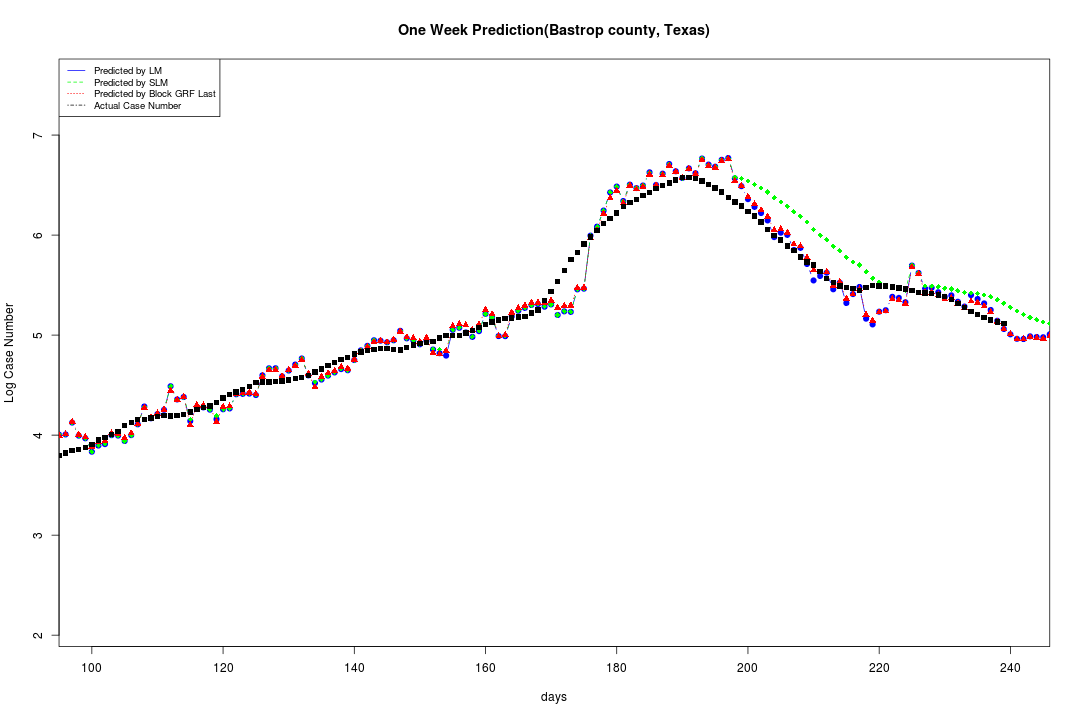 One Week Prediction(Bastrop county, Texas)
Predicted by LM
Predicted by SLM
Predicted by Block GRF Last
Actual Case Number
Log Case Number
7
6
5
4
3
2
100 120 140 160 180 200 220 240
days